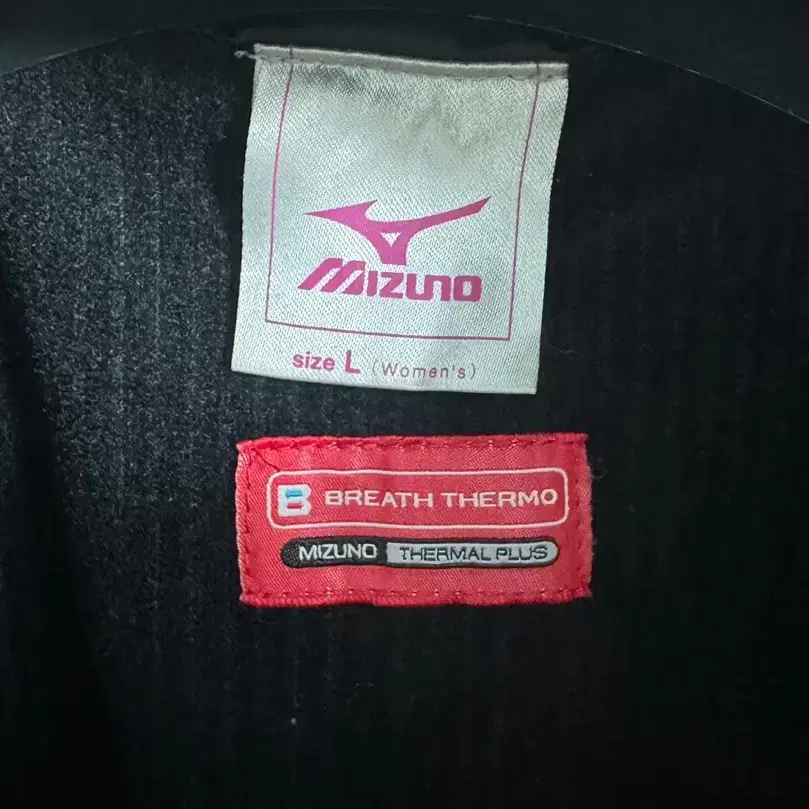 MIZUNO
size L (Women's)
B BREATH THERMO
MIZUNO THERMAL PLUS